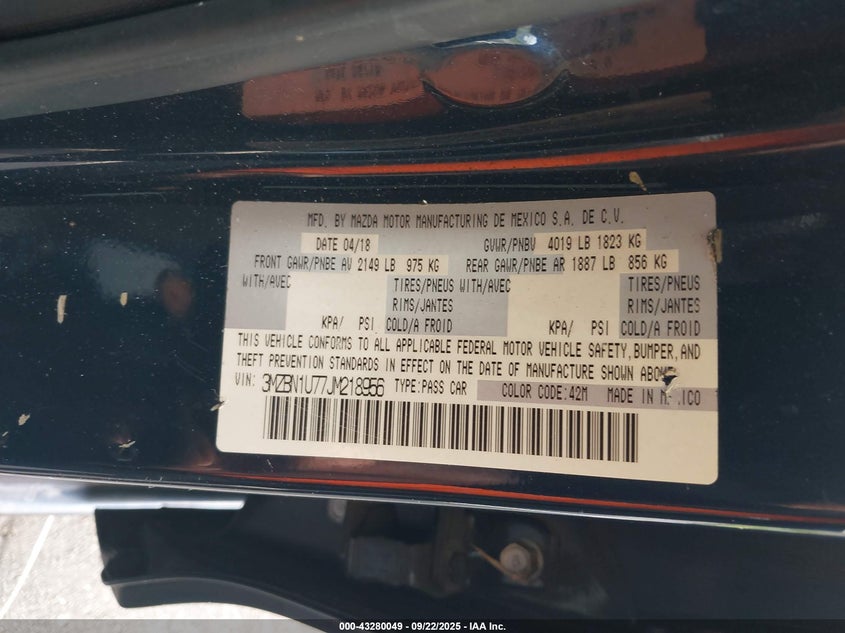 MFD. BY MAZDA MOTOR MANUFACTURING DE MEXICO S.A. DE C.V.
DATE 04/18 GVWR/PNBV 4019 LB 1823 KG
FRONT GAWR/PNBE AV 2149 LB 975 KG REAR GAWR/PNBE AR 1887 LB 856 KG
WITH/AVEC TIRES/PNEUS WITH/AVEC TIRES/PNEUS
RIMS/JANTES RIMS/JANTES
KPA/ PSI COLD/A FROID KPA/ PSI COLD/A FROID
THIS VEHICLE CONFORMS TO ALL APPLICABLE FEDERAL MOTOR VEHICLE SAFETY, BUMPER, AND
THEFT PREVENTION STANDARDS IN EFFECT ON THE DATE OF MANUFACTURE SHOWN ABOVE.
VIN: 3MZBN1U77JM218956 TYPE:PASS CAR COLOR CODE:42M MADE IN MEXICO
000-43280049 - 09/22/2025 - IAA Inc.